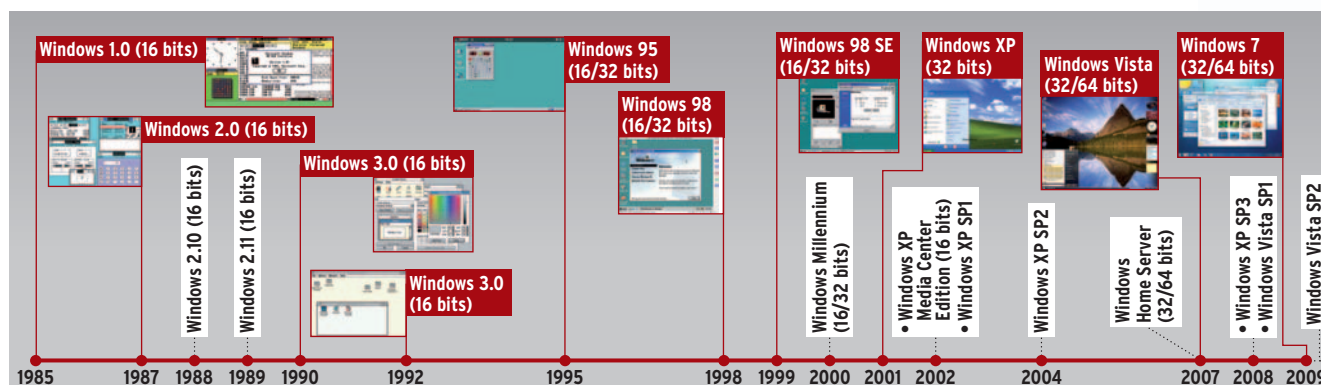 Windows 1.0 (16 bits)
Windows 2.0 (16 bits)
Windows 2.10 (16 bits)
Windows 2.11 (16 bits)
Windows 3.0 (16 bits)
Windows 3.0
(16 bits)
Windows 95
(16/32 bits)
Windows 98
(16/32 bits)
Windows 98 SE
(16/32 bits)
Windows Millennium
(16/32 bits)
Windows XP
(32 bits)
• Windows XP
Media Center
Edition (16 bits)
• Windows XP SP1
Windows XP SP2
Windows Vista
(32/64 bits)
Windows
Home Server
(32/64 bits)
Windows 7
(32/64 bits)
• Windows XP SP3
• Windows Vista SP1
Windows Vista SP2
1985 1987 1988 1989 1990 1992 1995 1998 1999 2000 2001 2002 2004 2007 2008 2009